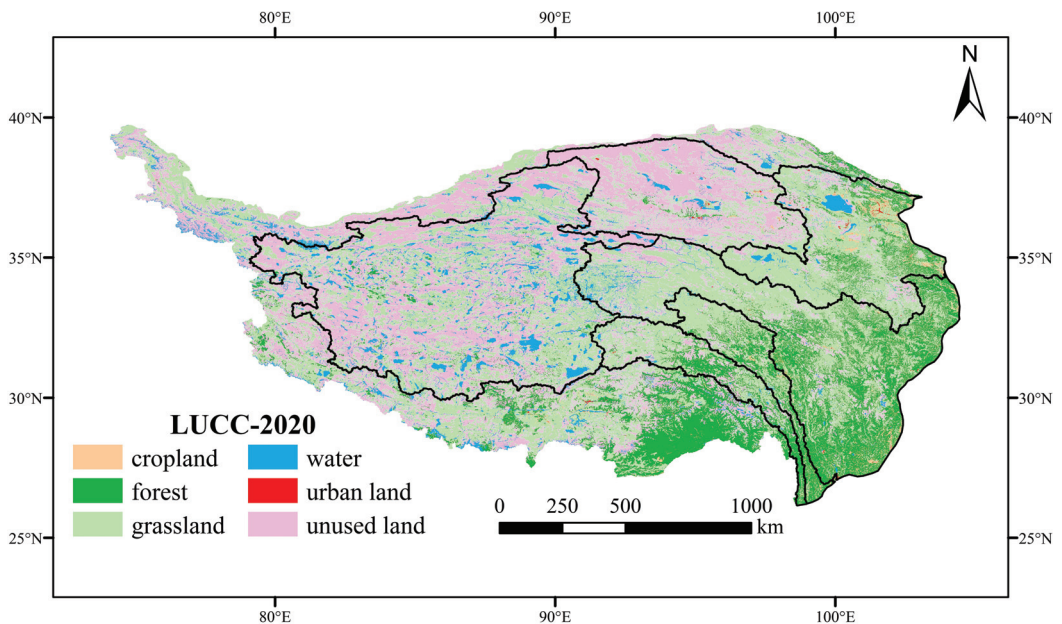 80°E 90°E 100°E
N
40°N 40°N
35°N 35°N
30°N 30°N
LUCC-2020
cropland water
forest urban land
grassland unused land
0 250 500 1000
km
25°N 25°N
80°E 90°E 100°E